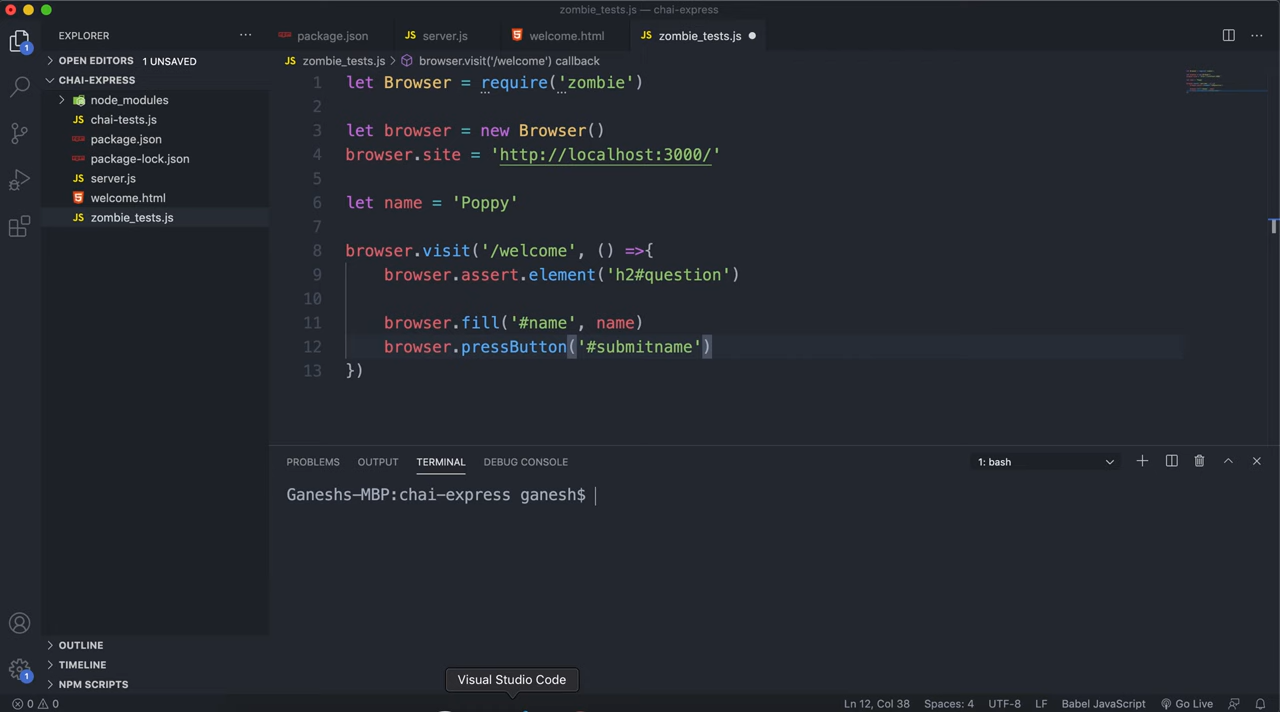 zombie_tests.js — chai-express
EXPLORER
package.json
server.js
welcome.html
zombie_tests.js
OPEN EDITORS 1 UNSAVED
zombie_tests.js > browser.visit('/welcome') callback
CHAI-EXPRESS
node_modules
chai-tests.js
package.json
package-lock.json
server.js
welcome.html
zombie_tests.js
1 let Browser = require('zombie')
2
3 let browser = new Browser()
4 browser.site = 'http://localhost:3000/'
5
6 let name = 'Poppy'
7
8 browser.visit('/welcome', () =>{
9 browser.assert.element('h2#question')
10
11 browser.fill('#name', name)
12 browser.pressButton('#submitname')
13 })
PROBLEMS OUTPUT TERMINAL DEBUG CONSOLE 1: bash
Ganeshs-MBP:chai-express ganesh$
OUTLINE
TIMELINE
NPM SCRIPTS
Visual Studio Code
0 0 Ln 12, Col 38 Spaces: 4 UTF-8 LF Babel JavaScript Go Live